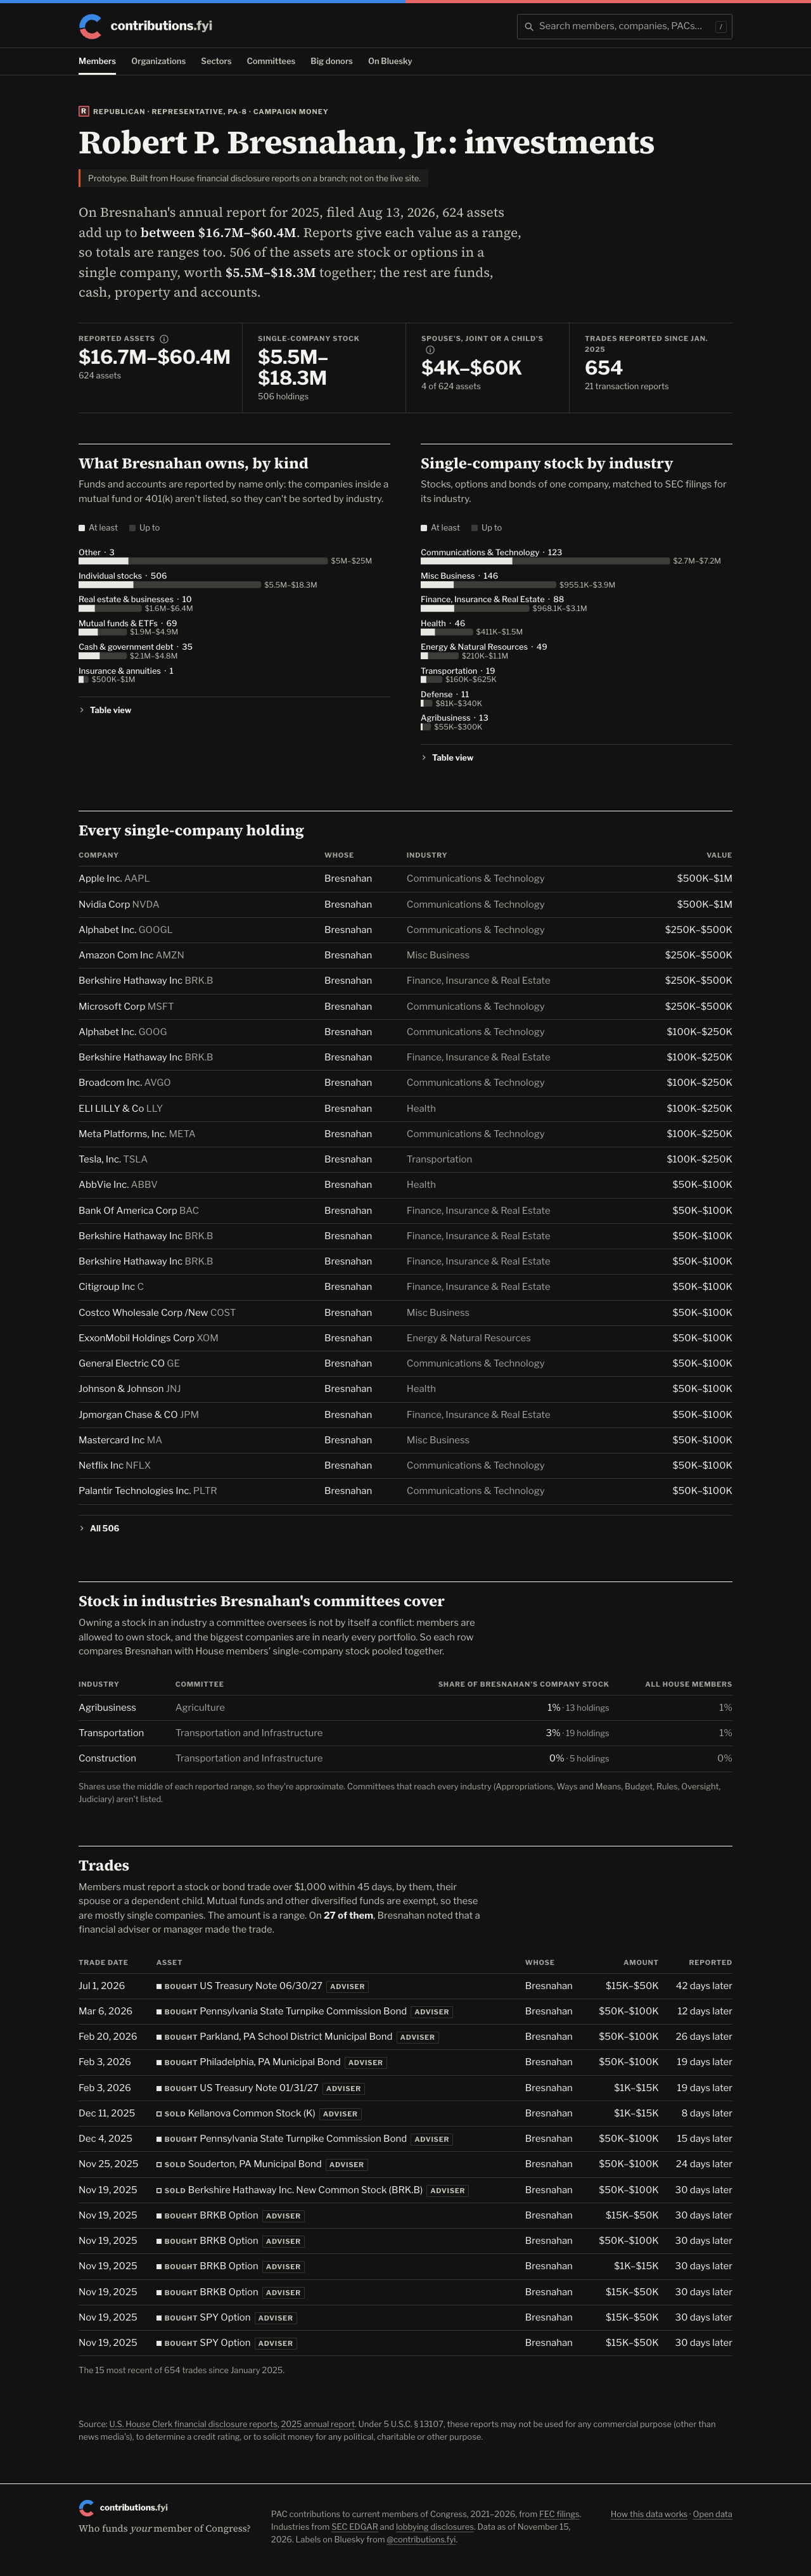 contributions.fyi
Search members, companies, PACs... /
Members Organizations Sectors Committees Big donors On Bluesky
R REPUBLICAN · REPRESENTATIVE, PA-8 · CAMPAIGN MONEY
Robert P. Bresnahan, Jr.: investments
Prototype. Built from House financial disclosure reports on a branch; not on the live site.
On Bresnahan's annual report for 2025, filed Aug 13, 2026, 624 assets
add up to between $16.7M–$60.4M. Reports give each value as a range,
so totals are ranges too. 506 of the assets are stock or options in a
single company, worth $5.5M–$18.3M together; the rest are funds,
cash, property and accounts.
REPORTED ASSETS
$16.7M–$60.4M
624 assets
SINGLE-COMPANY STOCK
$5.5M–
$18.3M
506 holdings
SPOUSE'S, JOINT OR A CHILD'S
$4K–$60K
4 of 624 assets
TRADES REPORTED SINCE JAN.
2025
654
21 transaction reports
What Bresnahan owns, by kind
Funds and accounts are reported by name only: the companies inside a
mutual fund or 401(k) aren't listed, so they can't be sorted by industry.
At least Up to
Other · 3
$5M–$25M
Individual stocks · 506
$5.5M–$18.3M
Real estate & businesses · 10
$1.6M–$6.4M
Mutual funds & ETFs · 69
$1.9M–$4.9M
Cash & government debt · 35
$2.1M–$4.8M
Insurance & annuities · 1
$500K–$1M
Table view
Single-company stock by industry
Stocks, options and bonds of one company, matched to SEC filings for
its industry.
At least Up to
Communications & Technology · 123
$2.7M–$7.2M
Misc Business · 146
$955.1K–$3.9M
Finance, Insurance & Real Estate · 88
$968.1K–$3.1M
Health · 46
$411K–$1.5M
Energy & Natural Resources · 49
$210K–$1.1M
Transportation · 19
$160K–$625K
Defense · 11
$81K–$340K
Agribusiness · 13
$55K–$300K
Table view
Every single-company holding
COMPANY WHOSE INDUSTRY VALUE
Apple Inc. AAPL Bresnahan Communications & Technology $500K–$1M
Nvidia Corp NVDA Bresnahan Communications & Technology $500K–$1M
Alphabet Inc. GOOGL Bresnahan Communications & Technology $250K–$500K
Amazon Com Inc AMZN Bresnahan Misc Business $250K–$500K
Berkshire Hathaway Inc BRK.B Bresnahan Finance, Insurance & Real Estate $250K–$500K
Microsoft Corp MSFT Bresnahan Communications & Technology $250K–$500K
Alphabet Inc. GOOG Bresnahan Communications & Technology $100K–$250K
Berkshire Hathaway Inc BRK.B Bresnahan Finance, Insurance & Real Estate $100K–$250K
Broadcom Inc. AVGO Bresnahan Communications & Technology $100K–$250K
ELI LILLY & Co LLY Bresnahan Health $100K–$250K
Meta Platforms, Inc. META Bresnahan Communications & Technology $100K–$250K
Tesla, Inc. TSLA Bresnahan Transportation $100K–$250K
AbbVie Inc. ABBV Bresnahan Health $50K–$100K
Bank Of America Corp BAC Bresnahan Finance, Insurance & Real Estate $50K–$100K
Berkshire Hathaway Inc BRK.B Bresnahan Finance, Insurance & Real Estate $50K–$100K
Berkshire Hathaway Inc BRK.B Bresnahan Finance, Insurance & Real Estate $50K–$100K
Citigroup Inc C Bresnahan Finance, Insurance & Real Estate $50K–$100K
Costco Wholesale Corp /New COST Bresnahan Misc Business $50K–$100K
ExxonMobil Holdings Corp XOM Bresnahan Energy & Natural Resources $50K–$100K
General Electric CO GE Bresnahan Communications & Technology $50K–$100K
Johnson & Johnson JNJ Bresnahan Health $50K–$100K
Jpmorgan Chase & CO JPM Bresnahan Finance, Insurance & Real Estate $50K–$100K
Mastercard Inc MA Bresnahan Misc Business $50K–$100K
Netflix Inc NFLX Bresnahan Communications & Technology $50K–$100K
Palantir Technologies Inc. PLTR Bresnahan Communications & Technology $50K–$100K
All 506
Stock in industries Bresnahan's committees cover
Owning a stock in an industry a committee oversees is not by itself a conflict: members are
allowed to own stock, and the biggest companies are in nearly every portfolio. So each row
compares Bresnahan with House members' single-company stock pooled together.
INDUSTRY COMMITTEE SHARE OF BRESNAHAN'S COMPANY STOCK ALL HOUSE MEMBERS
Agribusiness Agriculture 1% · 13 holdings 1%
Transportation Transportation and Infrastructure 3% · 19 holdings 1%
Construction Transportation and Infrastructure 0% · 5 holdings 0%
Shares use the middle of each reported range, so they're approximate. Committees that reach every industry (Appropriations, Ways and Means, Budget, Rules, Oversight,
Judiciary) aren't listed.
Trades
Members must report a stock or bond trade over $1,000 within 45 days, by them, their
spouse or a dependent child. Mutual funds and other diversified funds are exempt, so these
are mostly single companies. The amount is a range. On 27 of them, Bresnahan noted that a
financial adviser or manager made the trade.
TRADE DATE ASSET WHOSE AMOUNT REPORTED
Jul 1, 2026 BOUGHT US Treasury Note 06/30/27 ADVISER Bresnahan $15K–$50K 42 days later
Mar 6, 2026 BOUGHT Pennsylvania State Turnpike Commission Bond ADVISER Bresnahan $50K–$100K 12 days later
Feb 20, 2026 BOUGHT Parkland, PA School District Municipal Bond ADVISER Bresnahan $50K–$100K 26 days later
Feb 3, 2026 BOUGHT Philadelphia, PA Municipal Bond ADVISER Bresnahan $50K–$100K 19 days later
Feb 3, 2026 BOUGHT US Treasury Note 01/31/27 ADVISER Bresnahan $1K–$15K 19 days later
Dec 11, 2025 SOLD Kellanova Common Stock (K) ADVISER Bresnahan $1K–$15K 8 days later
Dec 4, 2025 BOUGHT Pennsylvania State Turnpike Commission Bond ADVISER Bresnahan $50K–$100K 15 days later
Nov 25, 2025 SOLD Souderton, PA Municipal Bond ADVISER Bresnahan $50K–$100K 24 days later
Nov 19, 2025 SOLD Berkshire Hathaway Inc. New Common Stock (BRK.B) ADVISER Bresnahan $50K–$100K 30 days later
Nov 19, 2025 BOUGHT BRKB Option ADVISER Bresnahan $15K–$50K 30 days later
Nov 19, 2025 BOUGHT BRKB Option ADVISER Bresnahan $50K–$100K 30 days later
Nov 19, 2025 BOUGHT BRKB Option ADVISER Bresnahan $1K–$15K 30 days later
Nov 19, 2025 BOUGHT BRKB Option ADVISER Bresnahan $15K–$50K 30 days later
Nov 19, 2025 BOUGHT SPY Option ADVISER Bresnahan $15K–$50K 30 days later
Nov 19, 2025 BOUGHT SPY Option ADVISER Bresnahan $15K–$50K 30 days later
The 15 most recent of 654 trades since January 2025.
Source: U.S. House Clerk financial disclosure reports, 2025 annual report. Under 5 U.S.C. § 13107, these reports may not be used for any commercial purpose (other than
news media's), to determine a credit rating, or to solicit money for any political, charitable or other purpose.
contributions.fyi
Who funds your member of Congress?
PAC contributions to current members of Congress, 2021–2026, from FEC filings.
Industries from SEC EDGAR and lobbying disclosures. Data as of November 15,
2026. Labels on Bluesky from @contributions.fyi.
How this data works · Open data